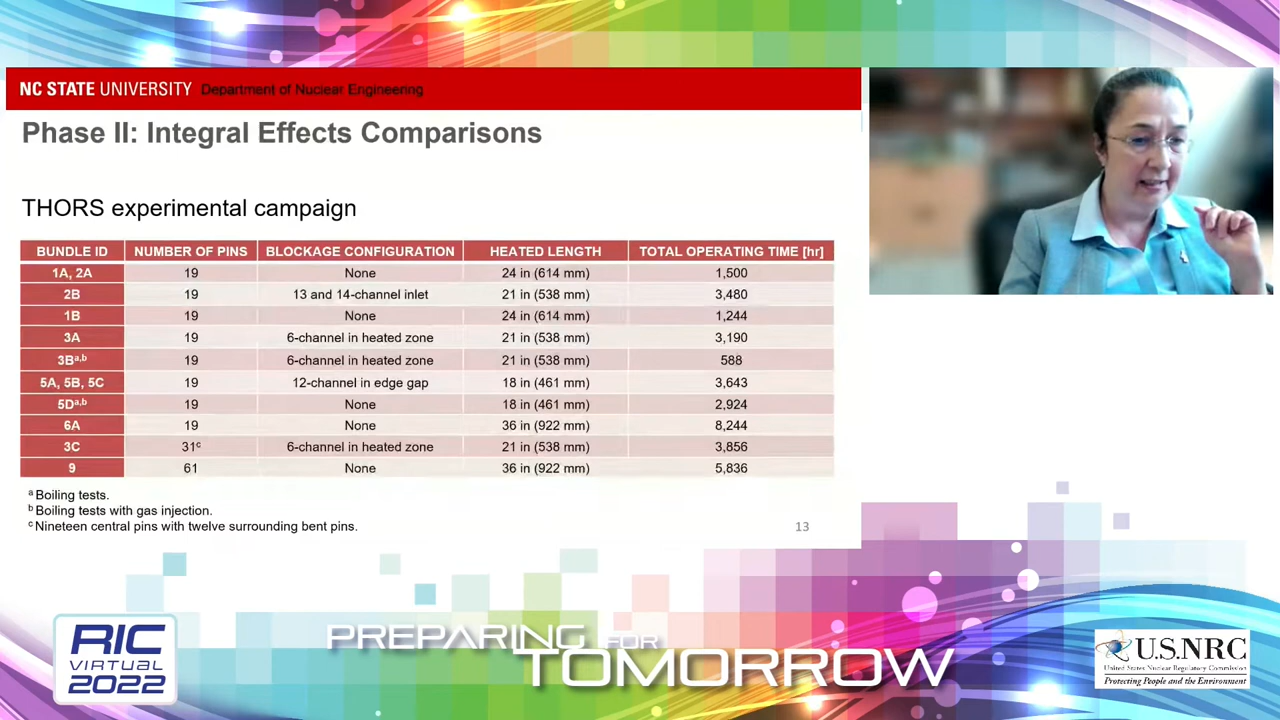 NC STATE UNIVERSITY Department of Nuclear Engineering
Phase II: Integral Effects Comparisons
THORS experimental campaign
BUNDLE ID NUMBER OF PINS BLOCKAGE CONFIGURATION HEATED LENGTH TOTAL OPERATING TIME [hr]
1A, 2A 19 None 24 in (614 mm) 1,500
2B 19 13 and 14-channel inlet 21 in (538 mm) 3,480
1B 19 None 24 in (614 mm) 1,244
3A 19 6-channel in heated zone 21 in (538 mm) 3,190
3Ba,b 19 6-channel in heated zone 21 in (538 mm) 588
5A, 5B, 5C 19 12-channel in edge gap 18 in (461 mm) 3,643
5Da,b 19 None 18 in (461 mm) 2,924
6A 19 None 36 in (922 mm) 8,244
3C 31c 6-channel in heated zone 21 in (538 mm) 3,856
9 61 None 36 in (922 mm) 5,836
a Boiling tests.
b Boiling tests with gas injection.
c Nineteen central pins with twelve surrounding bent pins.
13
RIC
VIRTUAL
2022
PREPARING FOR
TOMORROW
U.S.NRC
United States Nuclear Regulatory Commission
Protecting People and the Environment